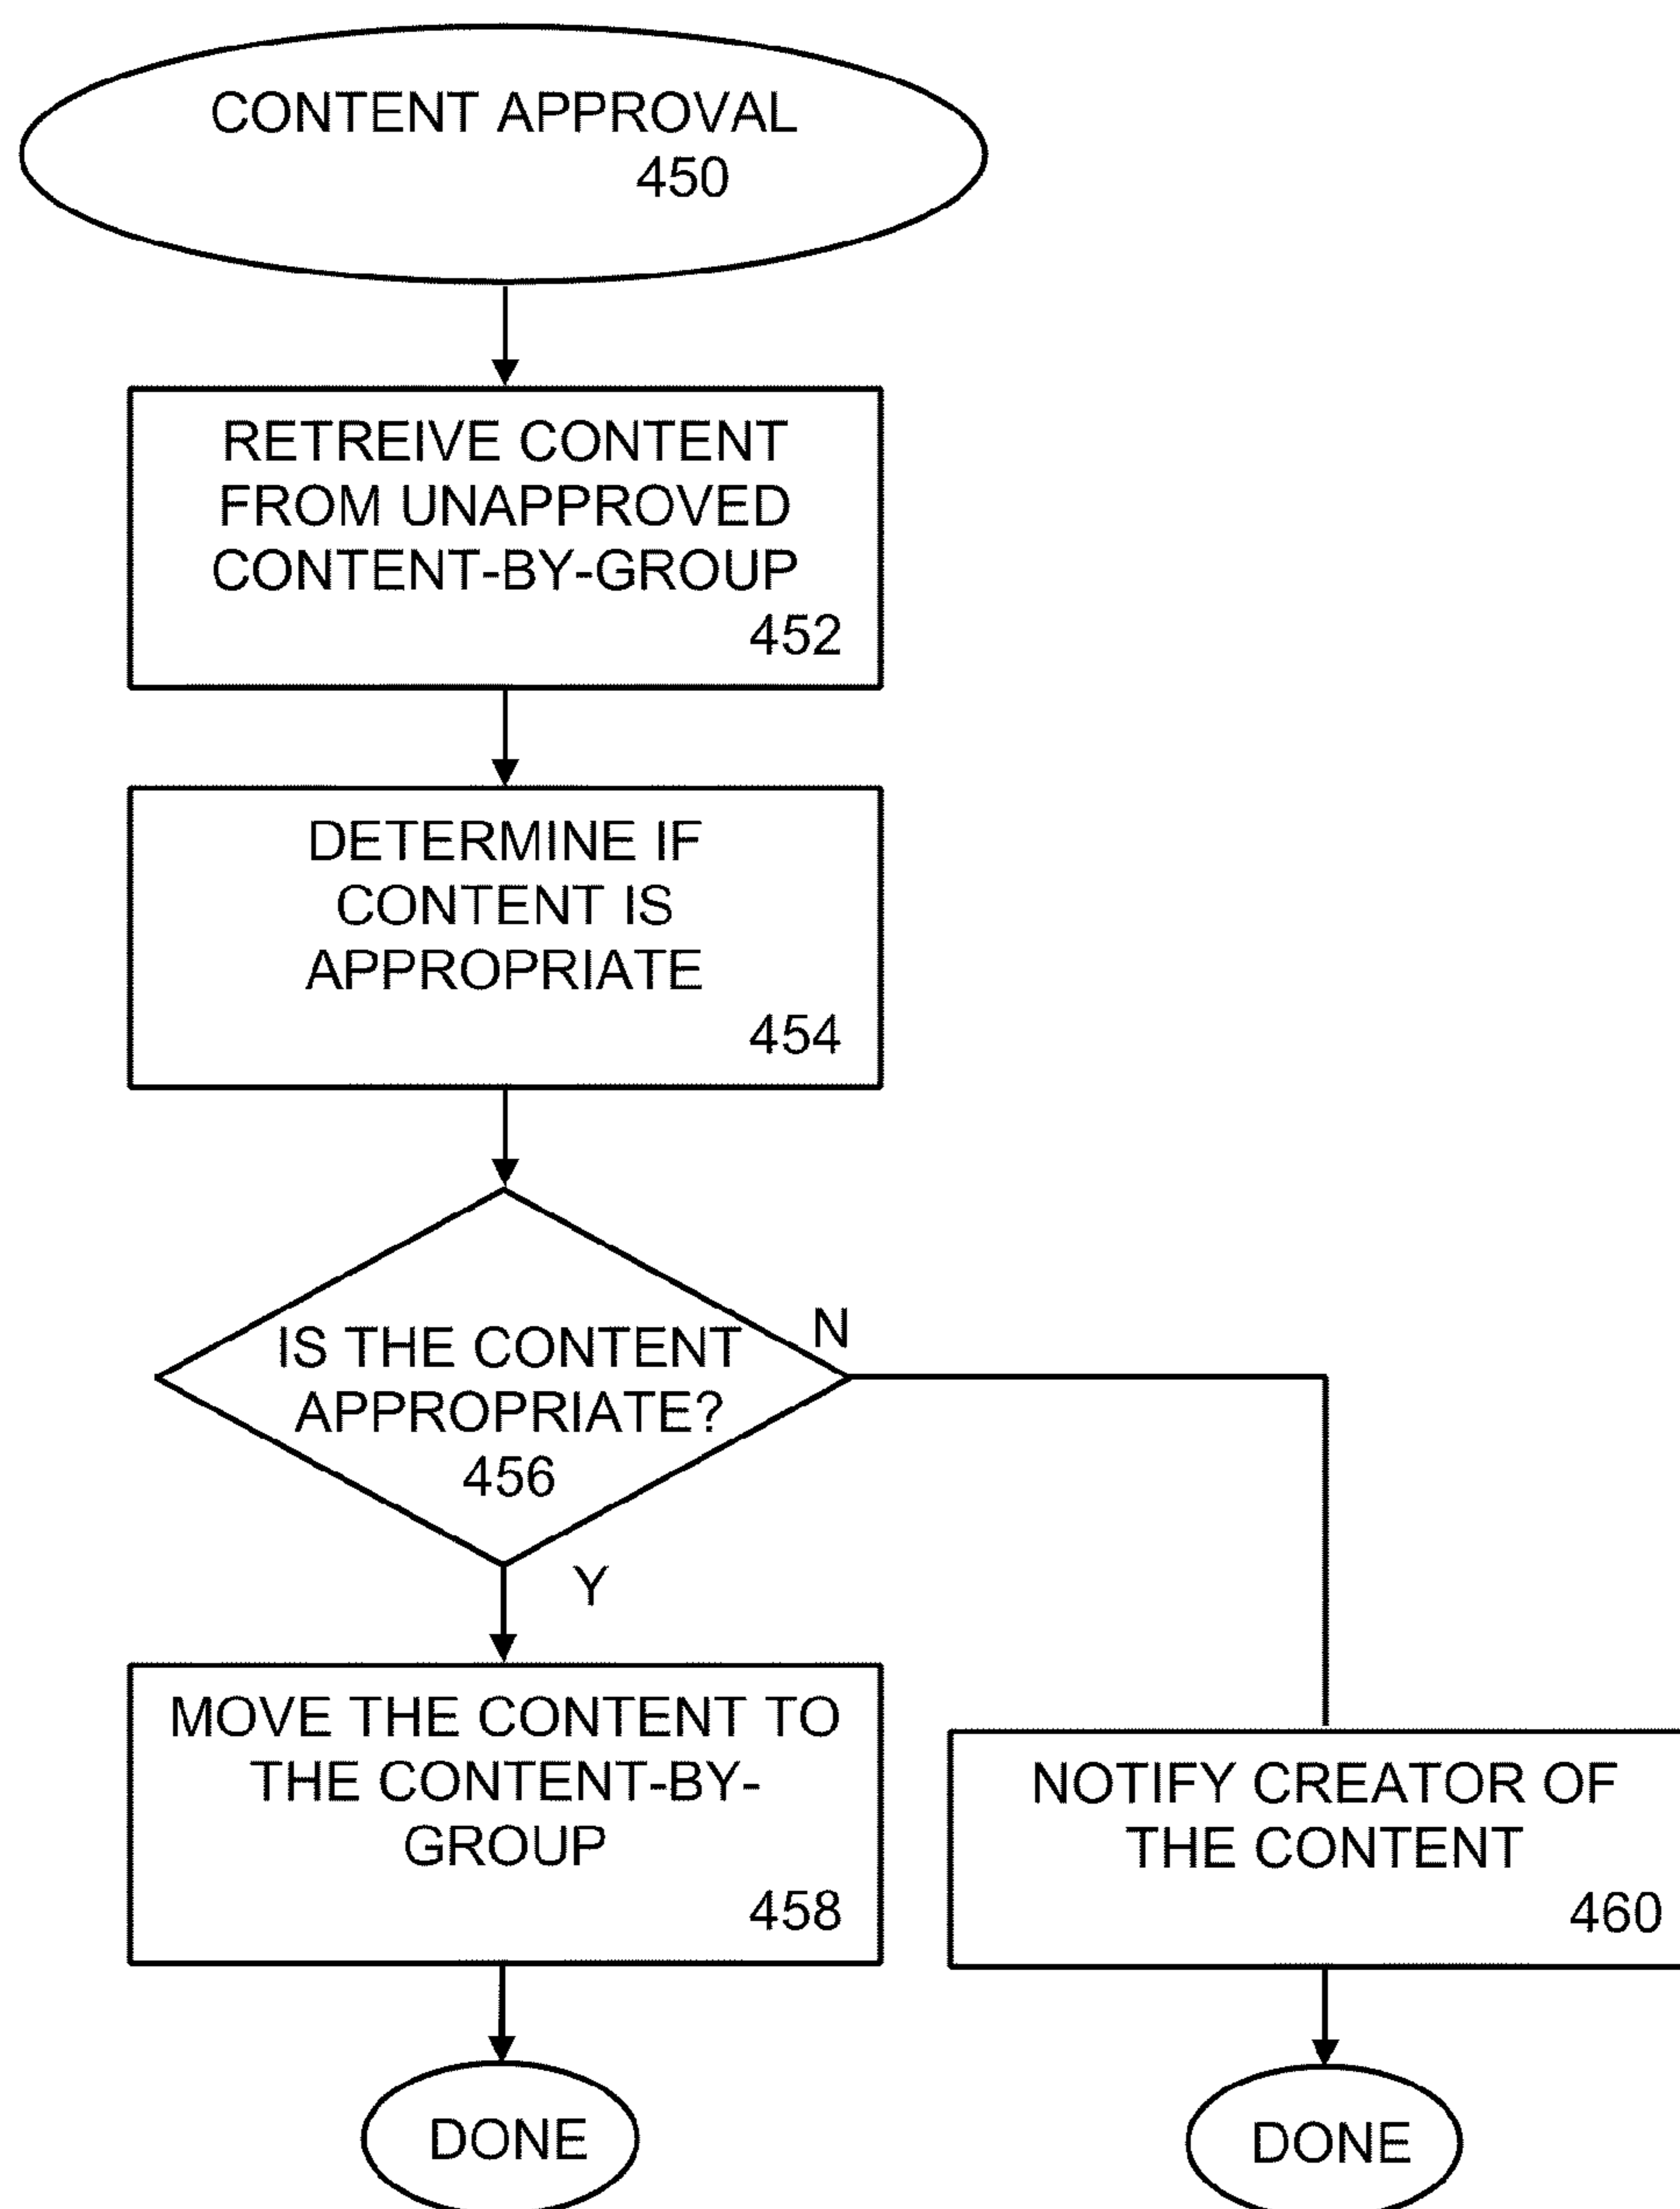 CONTENT APPROVAL
450
RETREIVE CONTENT
FROM UNAPPROVED
CONTENT-BY-GROUP
452
DETERMINE IF
CONTENT IS
APPROPRIATE
454
IS THE CONTENT
APPROPRIATE?
456
N
Y
MOVE THE CONTENT TO
THE CONTENT-BY-
GROUP
458
NOTIFY CREATOR OF
THE CONTENT
460
DONE
DONE